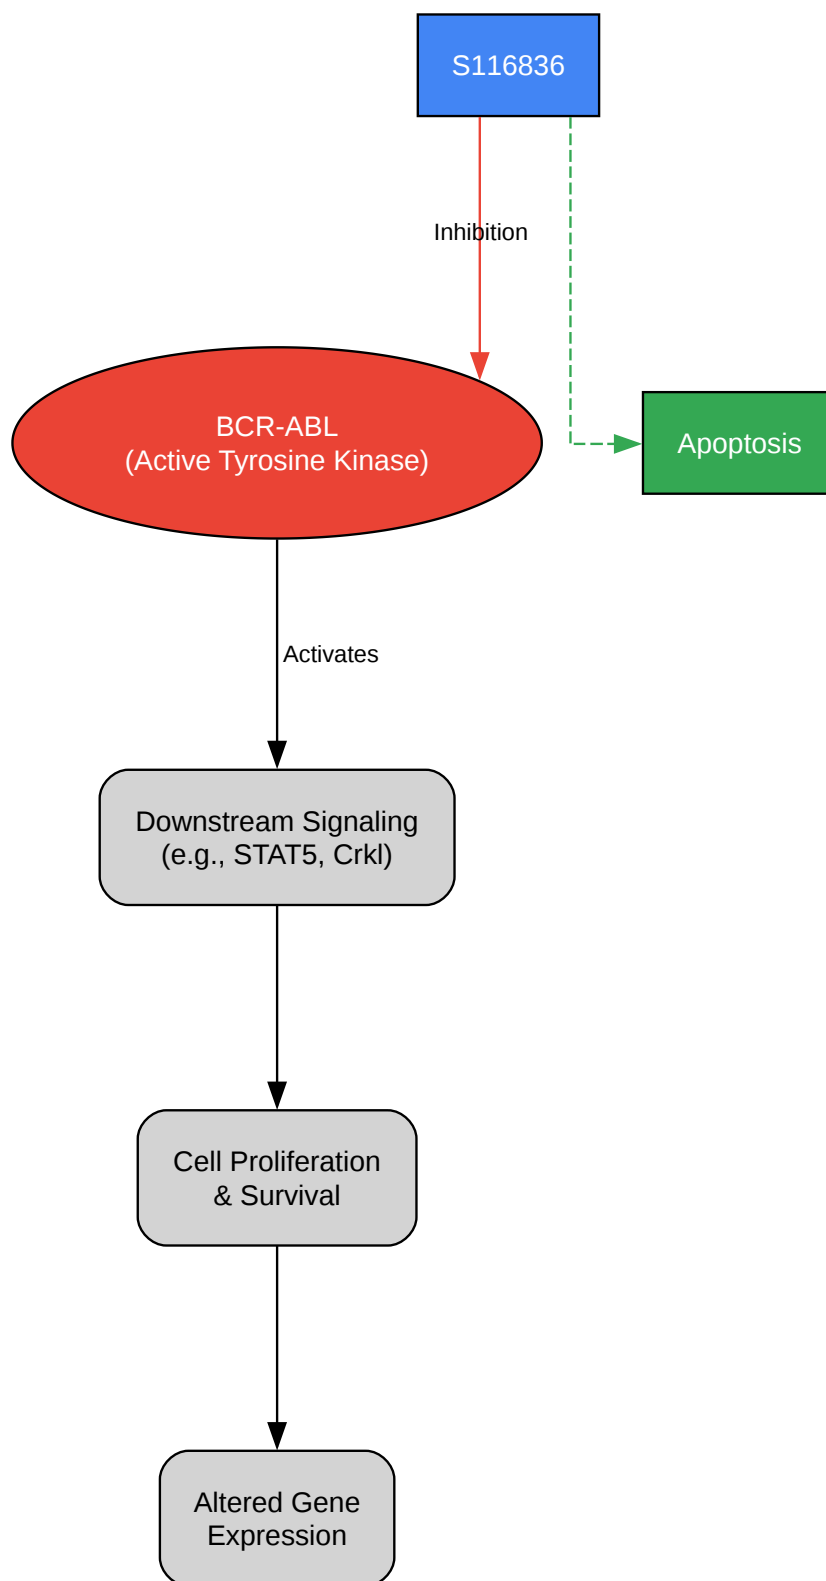 S116836
Inhibition
BCR-ABL
(Active Tyrosine Kinase)
Apoptosis
Activates
Downstream Signaling
(e.g., STAT5, Crkl)
Cell Proliferation
& Survival
Altered Gene
Expression